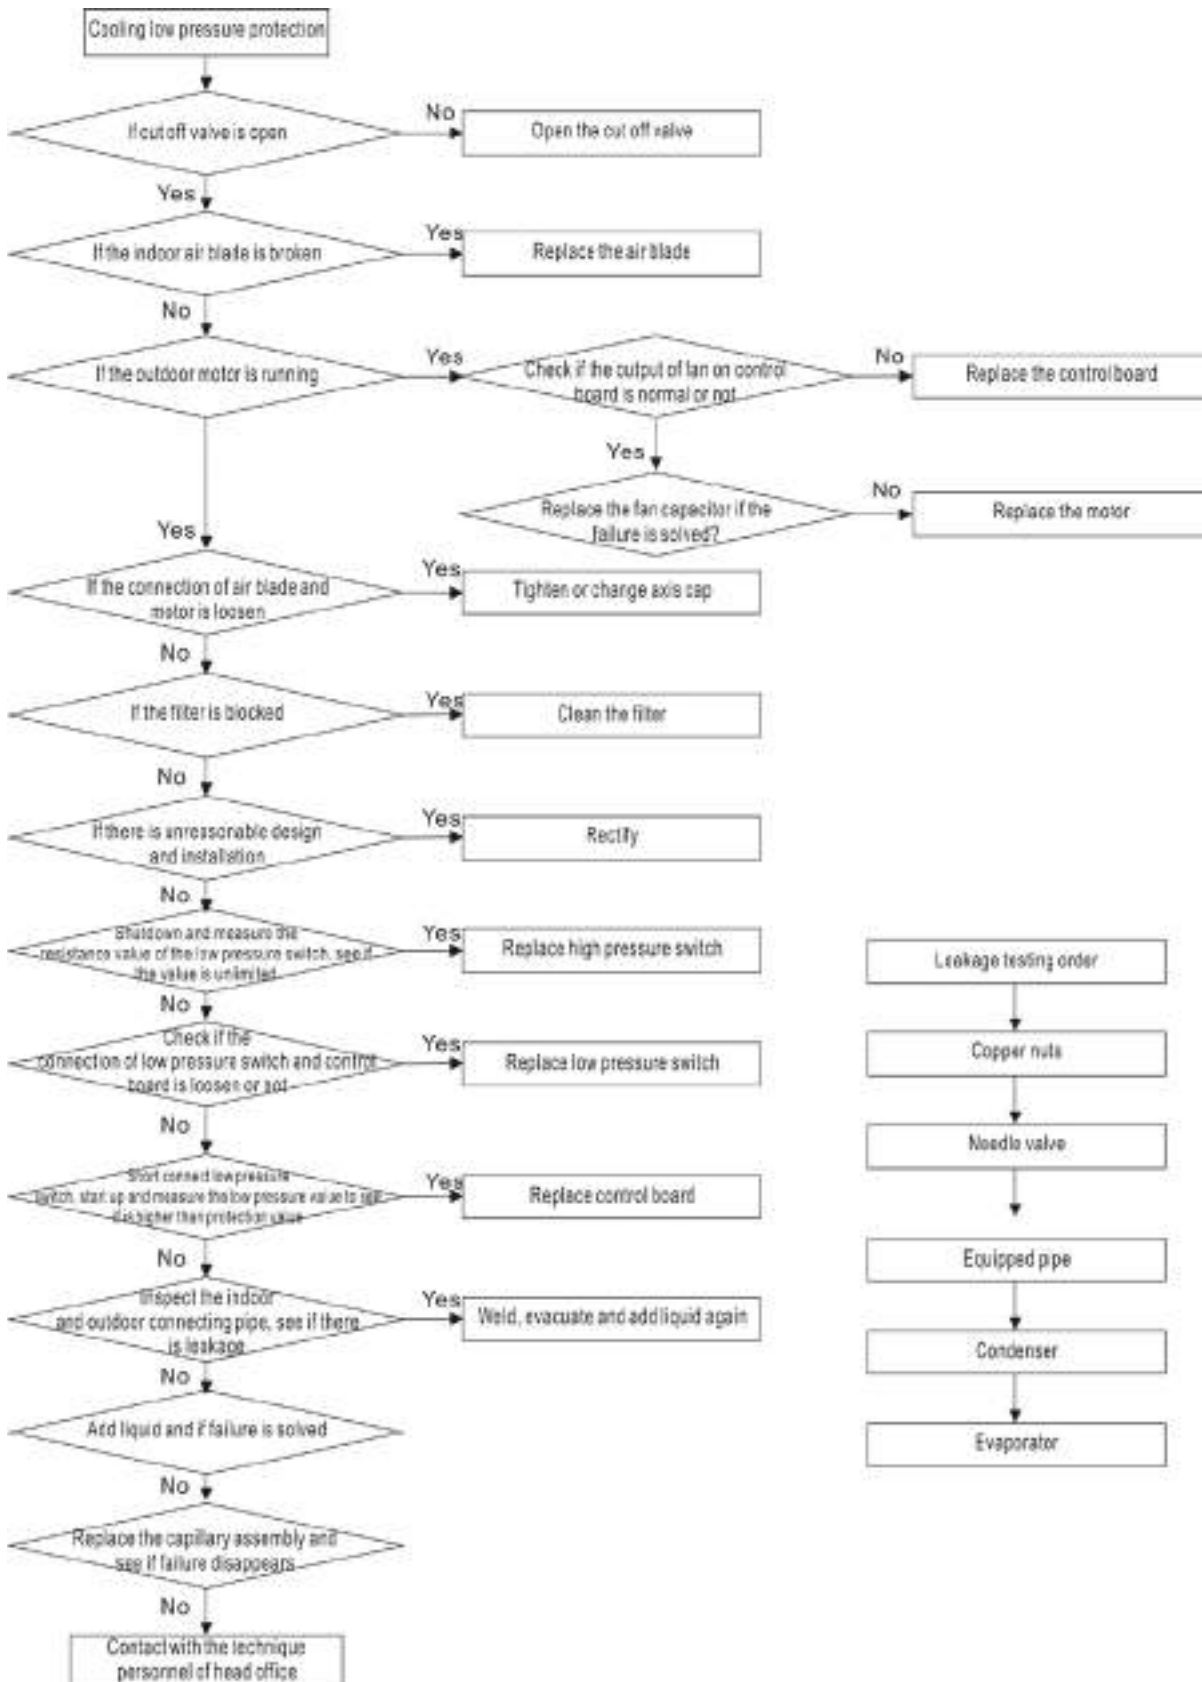 Cooling low pressure protection
If cut off valve is open
No
Open the cut off valve
Yes
If the indoor air blade is broken
Yes
Replace the air blade
No
If the outdoor motor is running
Yes
Check if the output of fan on control
board is normal or not
No
Replace the control board
Yes
Replace the fan capacitor if the
failure is solved?
No
Replace the motor
Yes
If the connection of air blade and
motor is loosen
Yes
Tighten or change axis cap
No
If the filter is blocked
Yes
Clean the filter
No
If there is unreasonable design
and installation
Yes
Rectify
No
Shutdown and measure the
resistance value of the low pressure switch, see if
the value is unlimited
Yes
Replace high pressure switch
No
Check if the
connection of low pressure switch and control
board is loosen or not
Yes
Replace low pressure switch
No
Short connect low pressure
switch, start up and measure the low pressure value to see
it is higher than protection value
Yes
Replace control board
No
Inspect the indoor
and outdoor connecting pipe, see if there
is leakage
Yes
Weld, evacuate and add liquid again
No
Add liquid and if failure is solved
No
Replace the capillary assembly and
see if failure disappears
No
Contact with the technique
personnel of head office
Leakage testing order
Copper nuts
Needle valve
Equipped pipe
Condenser
Evaporator